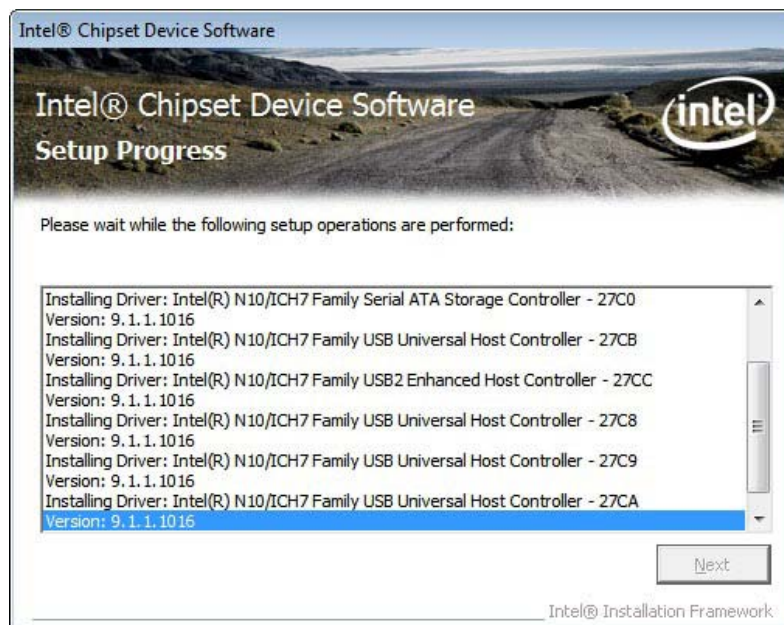 Intel® Chipset Device Software
Intel® Chipset Device Software
intel
Setup Progress
Please wait while the following setup operations are performed:
Installing Driver: Intel(R) N10/ICH7 Family Serial ATA Storage Controller - 27C0
Version: 9.1.1.1016
Installing Driver: Intel(R) N10/ICH7 Family USB Universal Host Controller - 27CB
Version: 9.1.1.1016
Installing Driver: Intel(R) N10/ICH7 Family USB2 Enhanced Host Controller - 27CC
Version: 9.1.1.1016
Installing Driver: Intel(R) N10/ICH7 Family USB Universal Host Controller - 27C8
Version: 9.1.1.1016
Installing Driver: Intel(R) N10/ICH7 Family USB Universal Host Controller - 27C9
Version: 9.1.1.1016
Installing Driver: Intel(R) N10/ICH7 Family USB Universal Host Controller - 27CA
Version: 9.1.1.1016
Next
Intel® Installation Framework